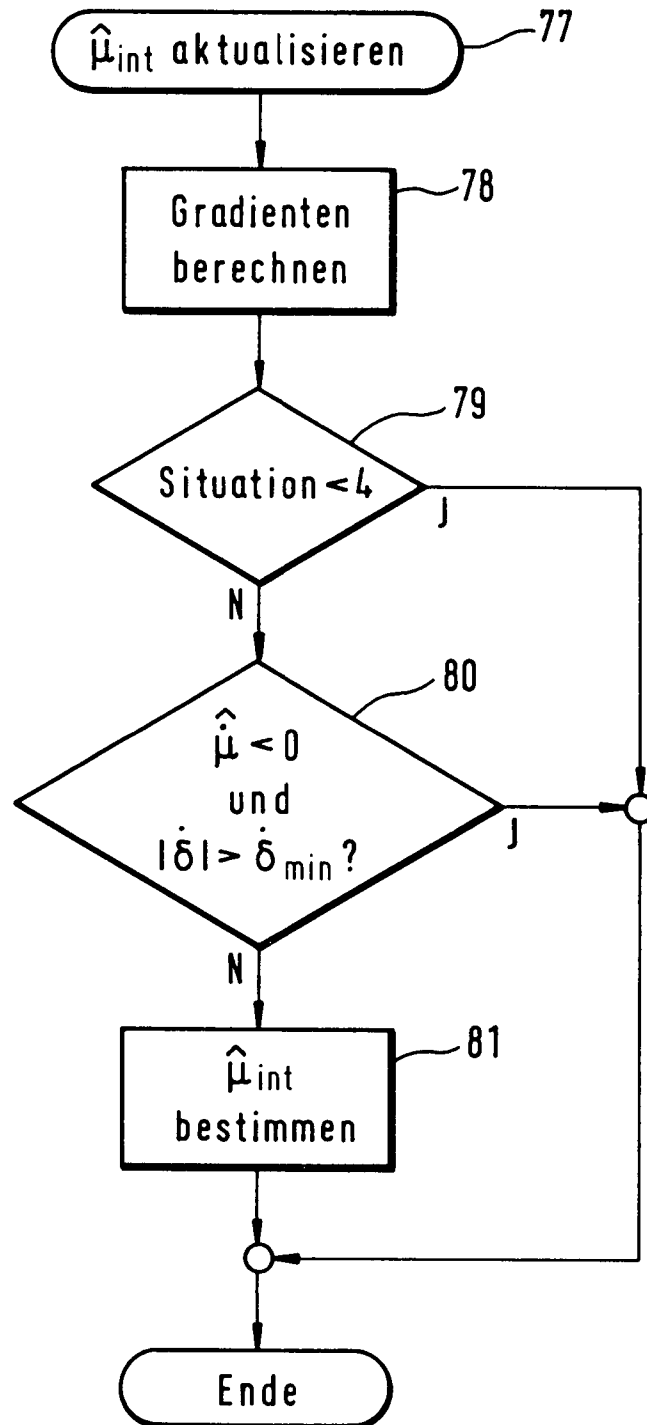 μ̂int aktualisieren
77
Gradienten
berechnen
78
Situation < 4
79
J
N
μ̇̂ < 0
und
|δ̇| > δ̇min ?
80
J
N
μ̂int
bestimmen
81
Ende